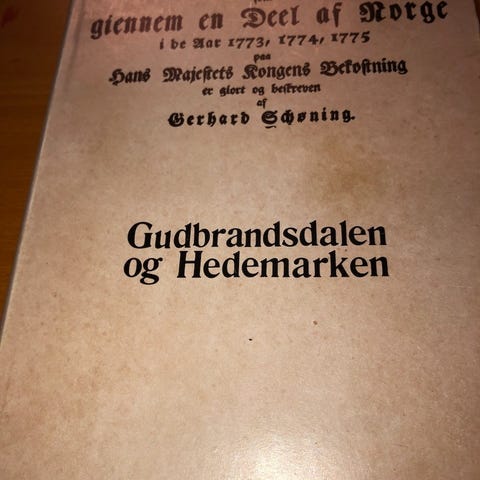 giennem en Deel af Norge
i de Aar 1773, 1774, 1775
paa
Hans Majestets Kongens Bekostning
er giort og beskreven
af
Gerhard Schøning.
Gudbrandsdalen
og Hedemarken